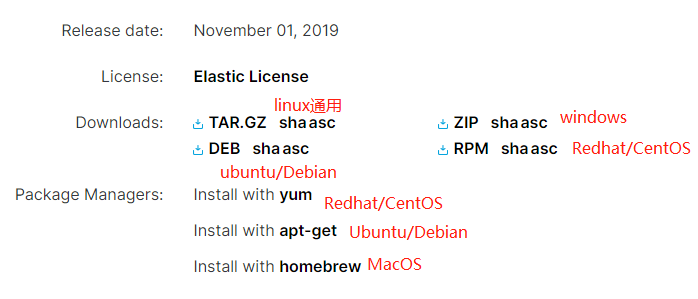 Release date: November 01, 2019
License: Elastic License
linux通用
Downloads: TAR.GZ sha asc ZIP sha asc windows
DEB sha asc RPM sha asc Redhat/CentOS
ubuntu/Debian
Package Managers: Install with yum Redhat/CentOS
Install with apt-get Ubuntu/Debian
Install with homebrew MacOS